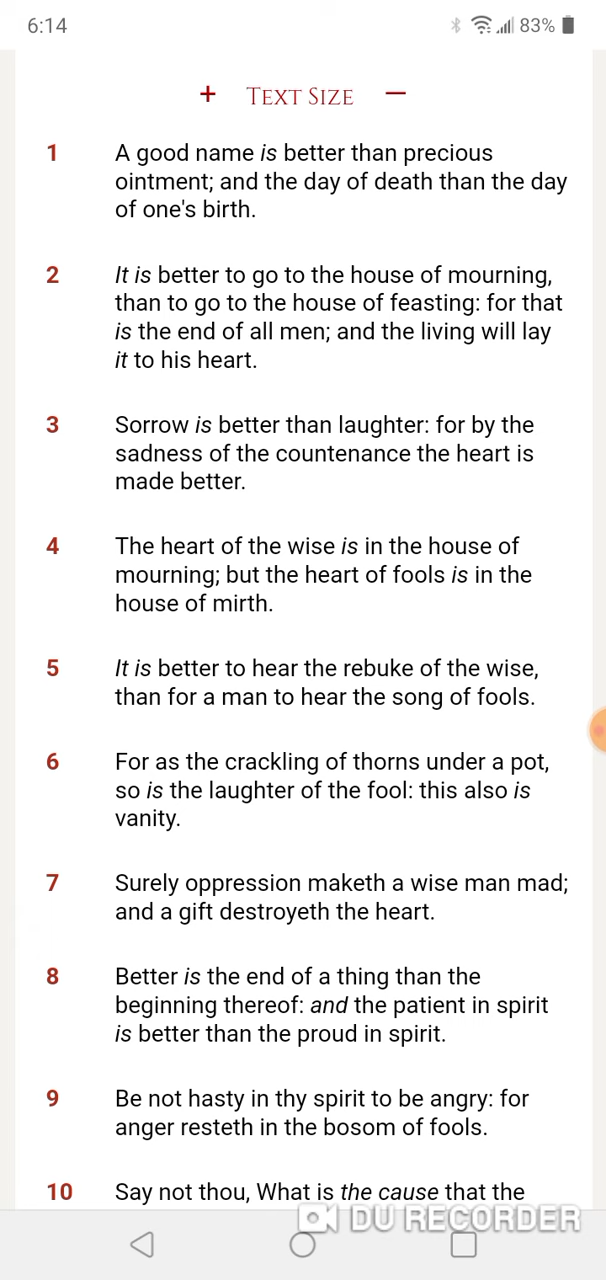 6:14 83%
+ TEXT SIZE —
1 A good name is better than precious
ointment; and the day of death than the day
of one's birth.
2 It is better to go to the house of mourning,
than to go to the house of feasting: for that
is the end of all men; and the living will lay
it to his heart.
3 Sorrow is better than laughter: for by the
sadness of the countenance the heart is
made better.
4 The heart of the wise is in the house of
mourning; but the heart of fools is in the
house of mirth.
5 It is better to hear the rebuke of the wise,
than for a man to hear the song of fools.
6 For as the crackling of thorns under a pot,
so is the laughter of the fool: this also is
vanity.
7 Surely oppression maketh a wise man mad;
and a gift destroyeth the heart.
8 Better is the end of a thing than the
beginning thereof: and the patient in spirit
is better than the proud in spirit.
9 Be not hasty in thy spirit to be angry: for
anger resteth in the bosom of fools.
10 Say not thou, What is the cause that the
DU RECORDER